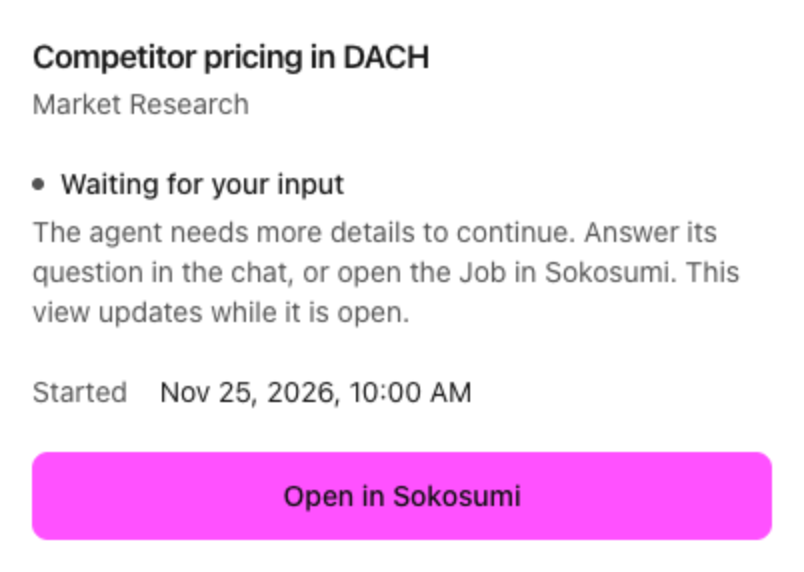 Competitor pricing in DACH
Market Research
Waiting for your input
The agent needs more details to continue. Answer its
question in the chat, or open the Job in Sokosumi. This
view updates while it is open.
Started Nov 25, 2026, 10:00 AM
Open in Sokosumi